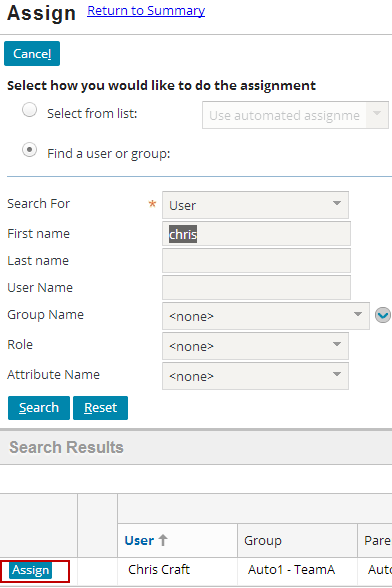 Assign Return to Summary
Cancel
Select how you would like to do the assignment
Select from list: Use automated assignme
Find a user or group:
Search For * User
First name chris
Last name
User Name
Group Name <none>
Role <none>
Attribute Name <none>
Search Reset
Search Results
User Group Pare
Assign Chris Craft Auto1 - TeamA Auto